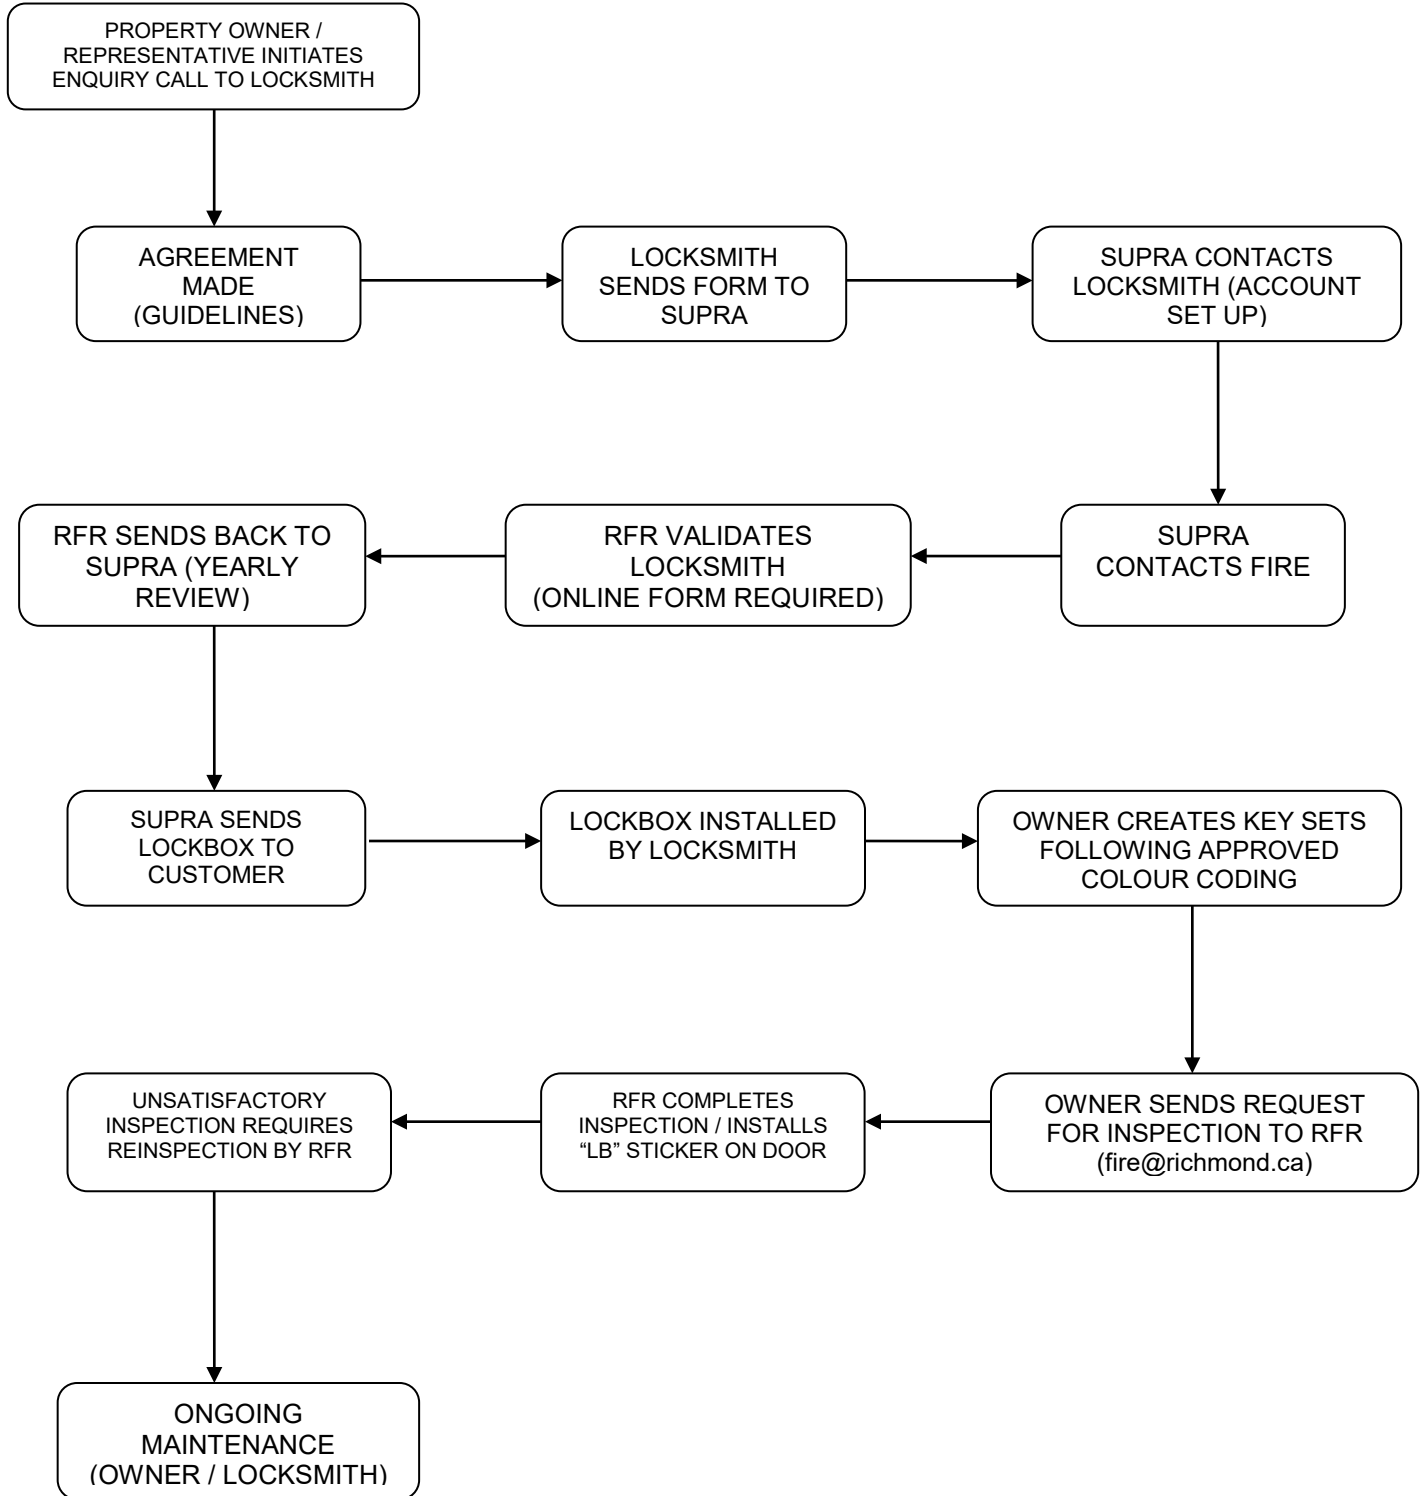 PROPERTY OWNER /
REPRESENTATIVE INITIATES
ENQUIRY CALL TO LOCKSMITH
AGREEMENT
MADE
(GUIDELINES)
LOCKSMITH
SENDS FORM TO
SUPRA
SUPRA CONTACTS
LOCKSMITH (ACCOUNT
SET UP)
SUPRA
CONTACTS FIRE
RFR VALIDATES
LOCKSMITH
(ONLINE FORM REQUIRED)
RFR SENDS BACK TO
SUPRA (YEARLY
REVIEW)
SUPRA SENDS
LOCKBOX TO
CUSTOMER
LOCKBOX INSTALLED
BY LOCKSMITH
OWNER CREATES KEY SETS
FOLLOWING APPROVED
COLOUR CODING
OWNER SENDS REQUEST
FOR INSPECTION TO RFR
(fire@richmond.ca)
RFR COMPLETES
INSPECTION / INSTALLS
“LB” STICKER ON DOOR
UNSATISFACTORY
INSPECTION REQUIRES
REINSPECTION BY RFR
ONGOING
MAINTENANCE
(OWNER / LOCKSMITH)